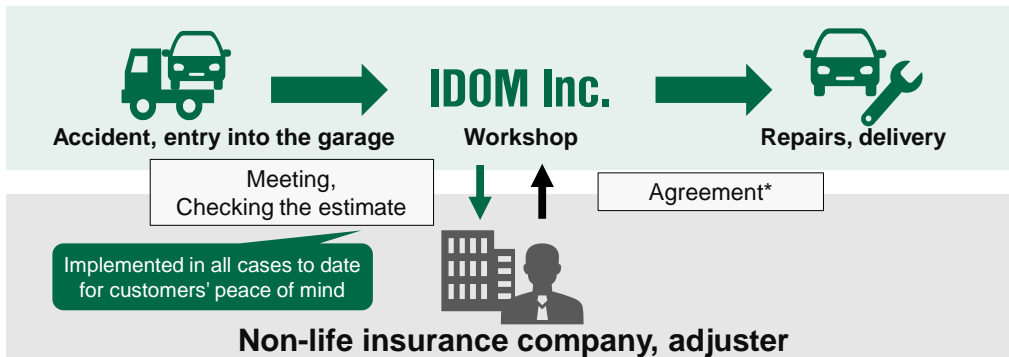 IDOM Inc.
Accident, entry into the garage
Workshop
Repairs, delivery
Meeting,
Checking the estimate
Agreement*
Implemented in all cases to date
for customers' peace of mind
Non-life insurance company, adjuster